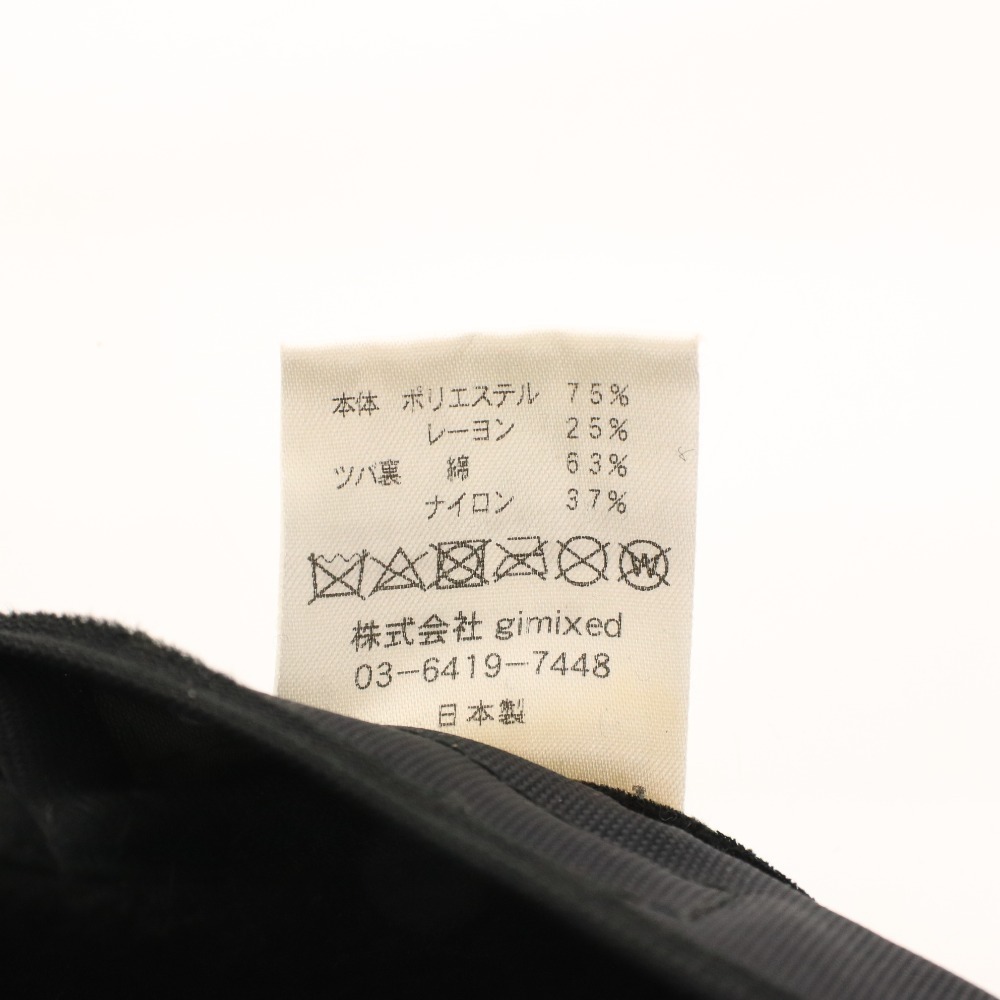 本体 ポリエステル 75%
レーヨン 25%
ツバ裏 綿 63%
ナイロン 37%
W
株式会社 gimixed
03-6419-7448
日本製